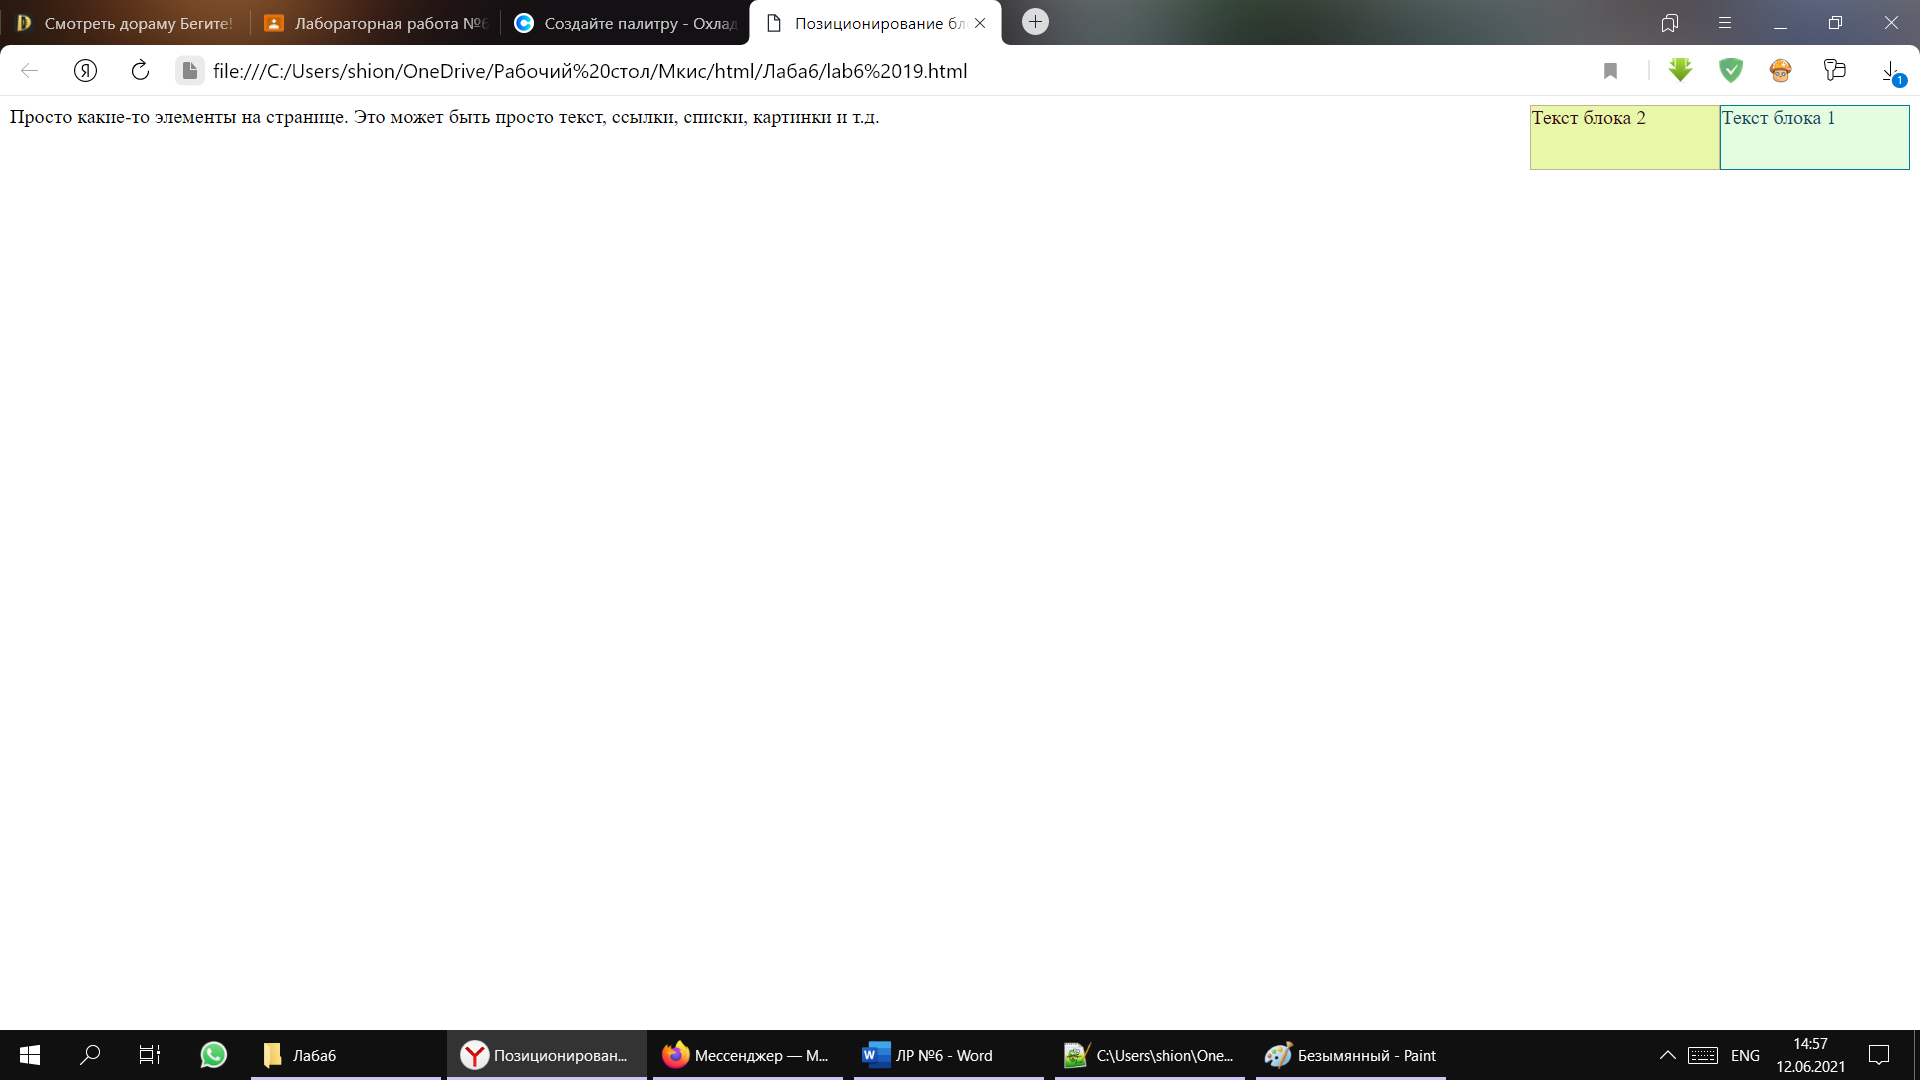 Смотреть дораму Бегите!
Лабораторная работа №6
Создайте палитру - Охлад
Позиционирование бл
file:///C:/Users/shion/OneDrive/Рабочий%20стол/Мкис/html/Лаба6/lab6%2019.html
1
Просто какие-то элементы на странице. Это может быть просто текст, ссылки, списки, картинки и т.д.
Текст блока 2
Текст блока 1
Лаба6
Позиционирован...
Мессенджер — М...
ЛР №6 - Word
C:\Users\shion\One...
Безымянный - Paint
ENG
14:57
12.06.2021